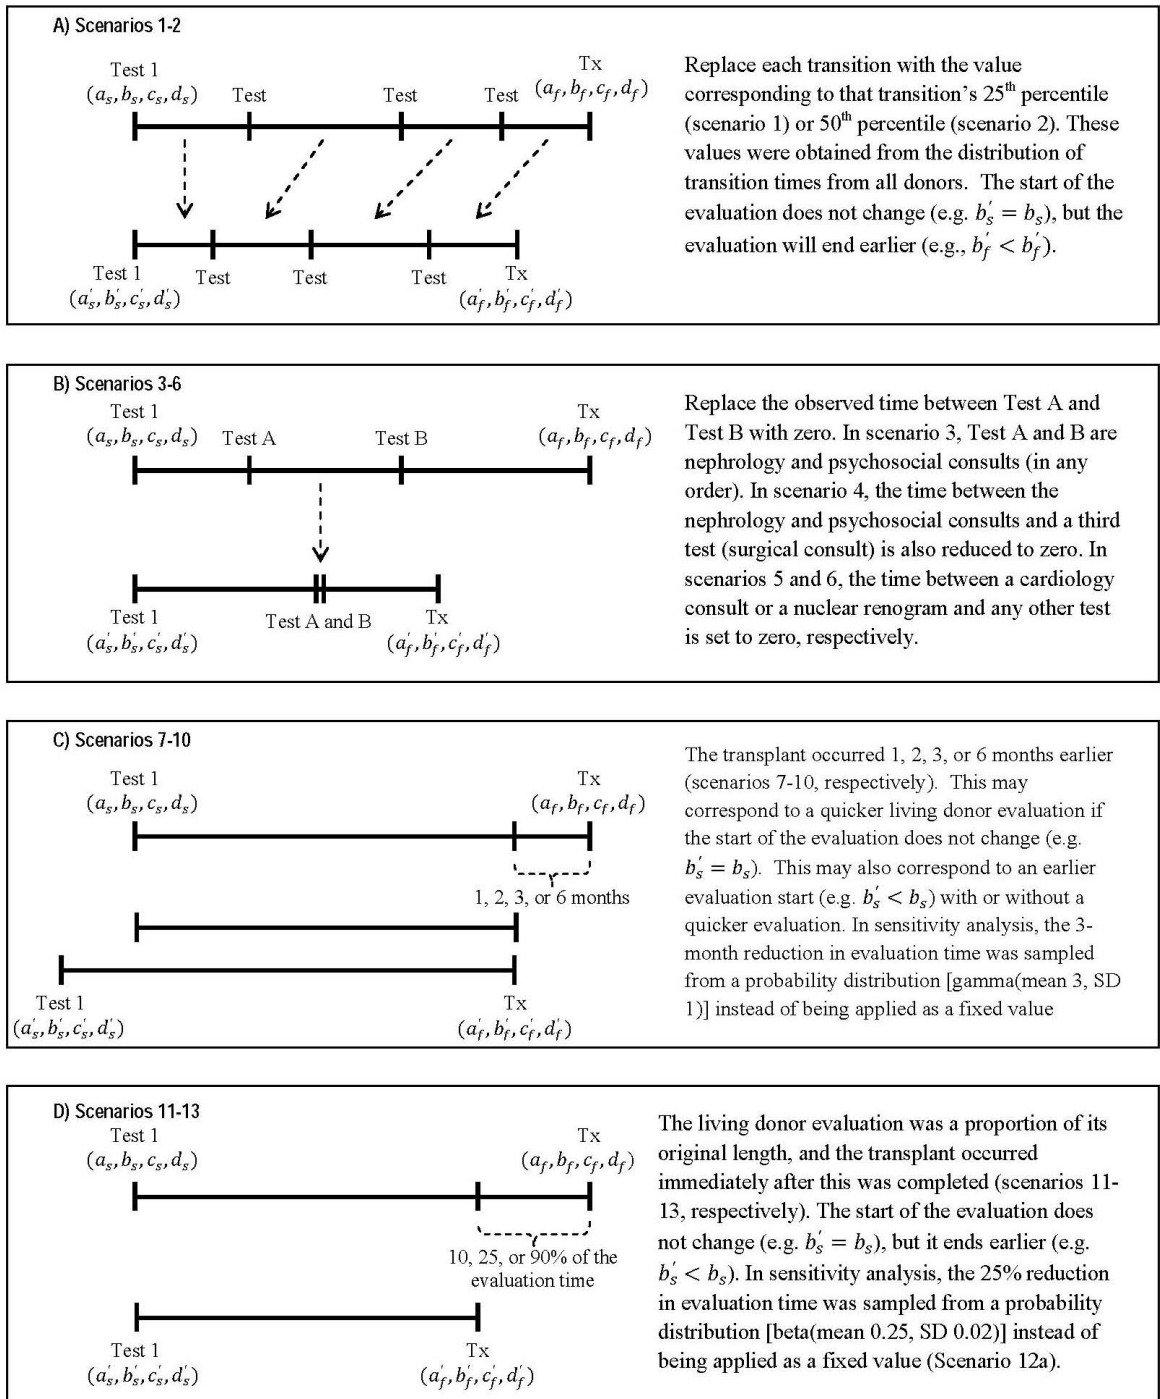 A) Scenarios 1-2
Test 1
(a_s, b_s, c_s, d_s)
Test
Test
Test
Tx
(a_f, b_f, c_f, d_f)
Test 1
(a'_s, b'_s, c'_s, d'_s)
Test
Test
Test
Tx
(a'_f, b'_f, c'_f, d'_f)
Replace each transition with the value
corresponding to that transition's 25th percentile
(scenario 1) or 50th percentile (scenario 2). These
values were obtained from the distribution of
transition times from all donors. The start of the
evaluation does not change (e.g. b'_s = b_s), but the
evaluation will end earlier (e.g., b'_f < b'_f).
B) Scenarios 3-6
Test 1
(a_s, b_s, c_s, d_s)
Test A
Test B
Tx
(a_f, b_f, c_f, d_f)
Test 1
(a'_s, b'_s, c'_s, d'_s)
Test A and B
Tx
(a'_f, b'_f, c'_f, d'_f)
Replace the observed time between Test A and
Test B with zero. In scenario 3, Test A and B are
nephrology and psychosocial consults (in any
order). In scenario 4, the time between the
nephrology and psychosocial consults and a third
test (surgical consult) is also reduced to zero. In
scenarios 5 and 6, the time between a cardiology
consult or a nuclear renogram and any other test
is set to zero, respectively.
C) Scenarios 7-10
Test 1
(a_s, b_s, c_s, d_s)
Tx
(a_f, b_f, c_f, d_f)
1, 2, 3, or 6 months
Test 1
(a'_s, b'_s, c'_s, d'_s)
Tx
(a'_f, b'_f, c'_f, d'_f)
The transplant occurred 1, 2, 3, or 6 months earlier
(scenarios 7-10, respectively). This may
correspond to a quicker living donor evaluation if
the start of the evaluation does not change (e.g.
b'_s = b_s). This may also correspond to an earlier
evaluation start (e.g. b'_s < b_s) with or without a
quicker evaluation. In sensitivity analysis, the 3-
month reduction in evaluation time was sampled
from a probability distribution [gamma(mean 3, SD
1)] instead of being applied as a fixed value
D) Scenarios 11-13
Test 1
(a_s, b_s, c_s, d_s)
Tx
(a_f, b_f, c_f, d_f)
10, 25, or 90% of the
evaluation time
Test 1
(a'_s, b'_s, c'_s, d'_s)
Tx
(a'_f, b'_f, c'_f, d'_f)
The living donor evaluation was a proportion of its
original length, and the transplant occurred
immediately after this was completed (scenarios 11-
13, respectively). The start of the evaluation does
not change (e.g. b'_s = b_s), but it ends earlier (e.g.
b'_s < b_s). In sensitivity analysis, the 25% reduction
in evaluation time was sampled from a probability
distribution [beta(mean 0.25, SD 0.02)] instead of
being applied as a fixed value (Scenario 12a).